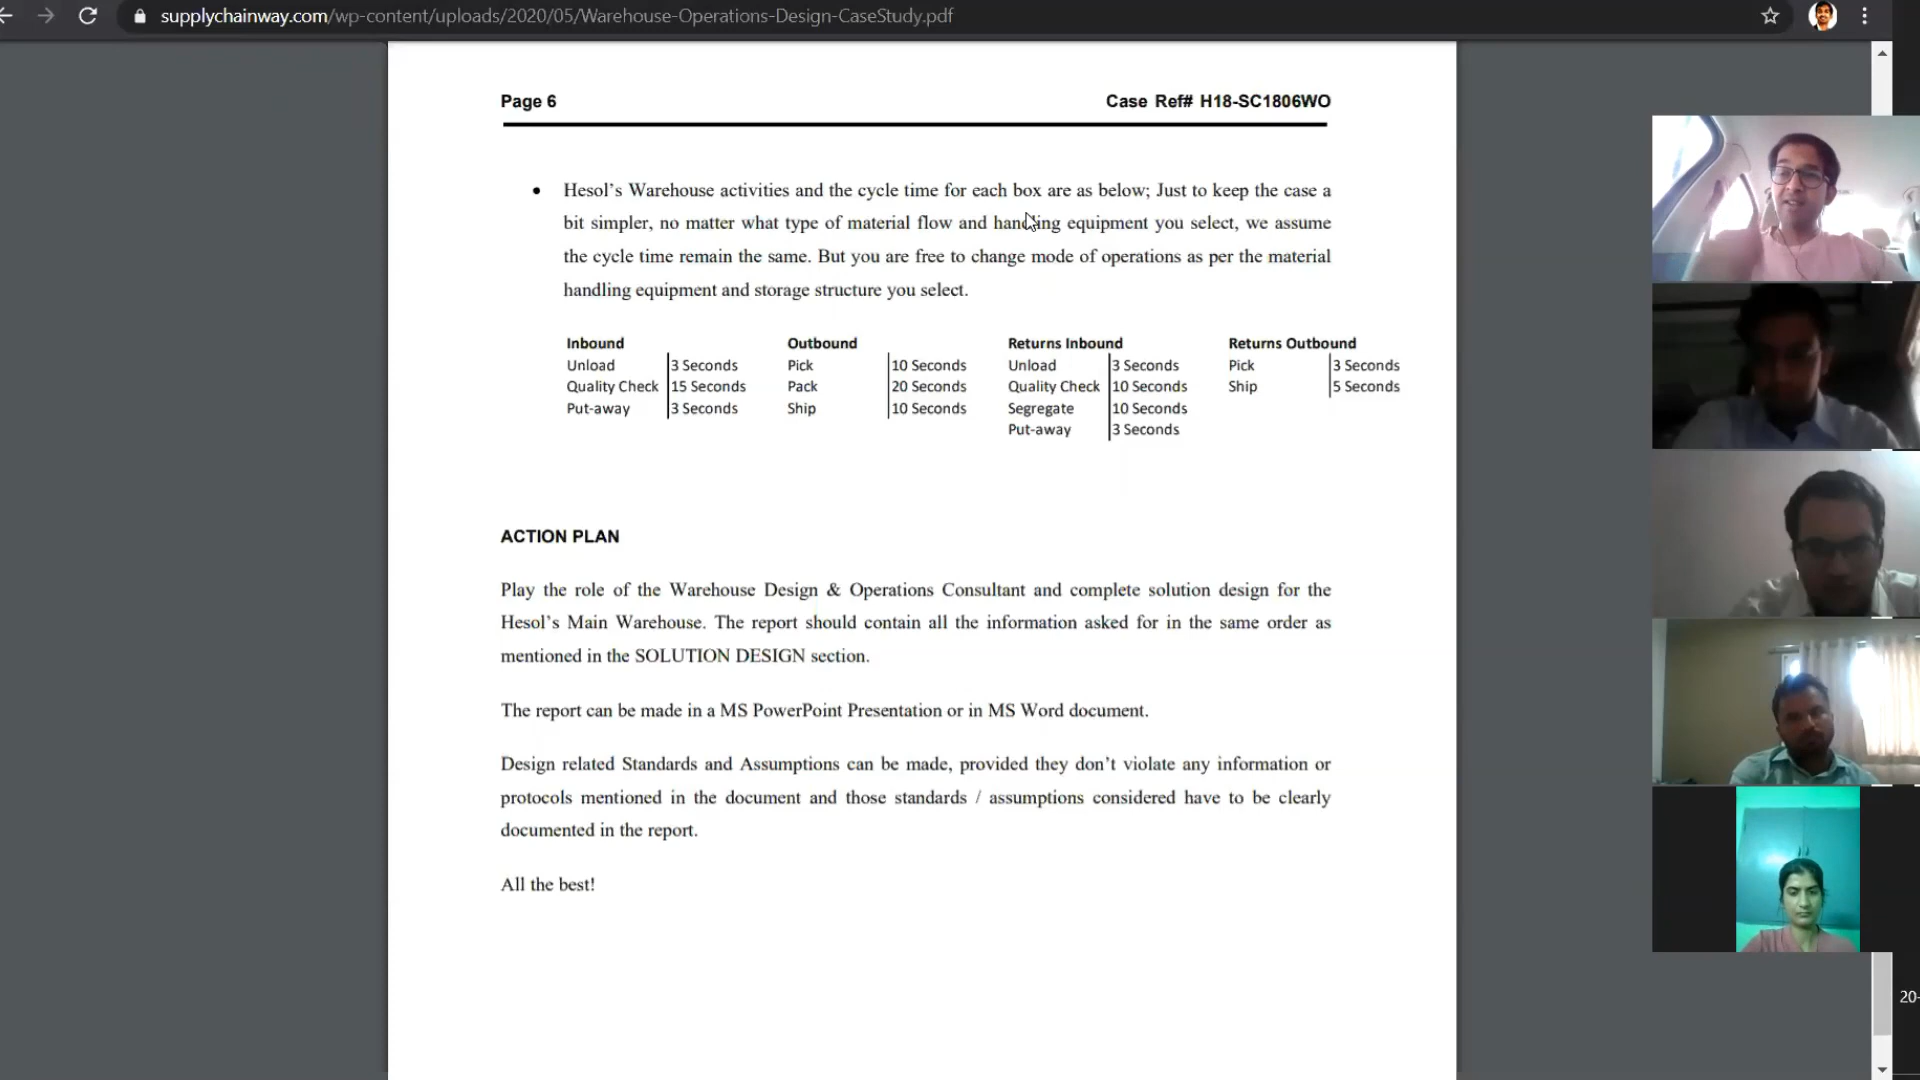 supplychainway.com/wp-content/uploads/2020/05/Warehouse-Operations-Design-CaseStudy.pdf
Page 6 Case Ref# H18-SC1806WO
• Hesol’s Warehouse activities and the cycle time for each box are as below; Just to keep the case a
bit simpler, no matter what type of material flow and handling equipment you select, we assume
the cycle time remain the same. But you are free to change mode of operations as per the material
handling equipment and storage structure you select.
Inbound Outbound Returns Inbound Returns Outbound
Unload 3 Seconds Pick 10 Seconds Unload 3 Seconds Pick 3 Seconds
Quality Check 15 Seconds Pack 20 Seconds Quality Check 10 Seconds Ship 5 Seconds
Put-away 3 Seconds Ship 10 Seconds Segregate 10 Seconds
Put-away 3 Seconds
ACTION PLAN
Play the role of the Warehouse Design & Operations Consultant and complete solution design for the
Hesol’s Main Warehouse. The report should contain all the information asked for in the same order as
mentioned in the SOLUTION DESIGN section.
The report can be made in a MS PowerPoint Presentation or in MS Word document.
Design related Standards and Assumptions can be made, provided they don’t violate any information or
protocols mentioned in the document and those standards / assumptions considered have to be clearly
documented in the report.
All the best!
20-